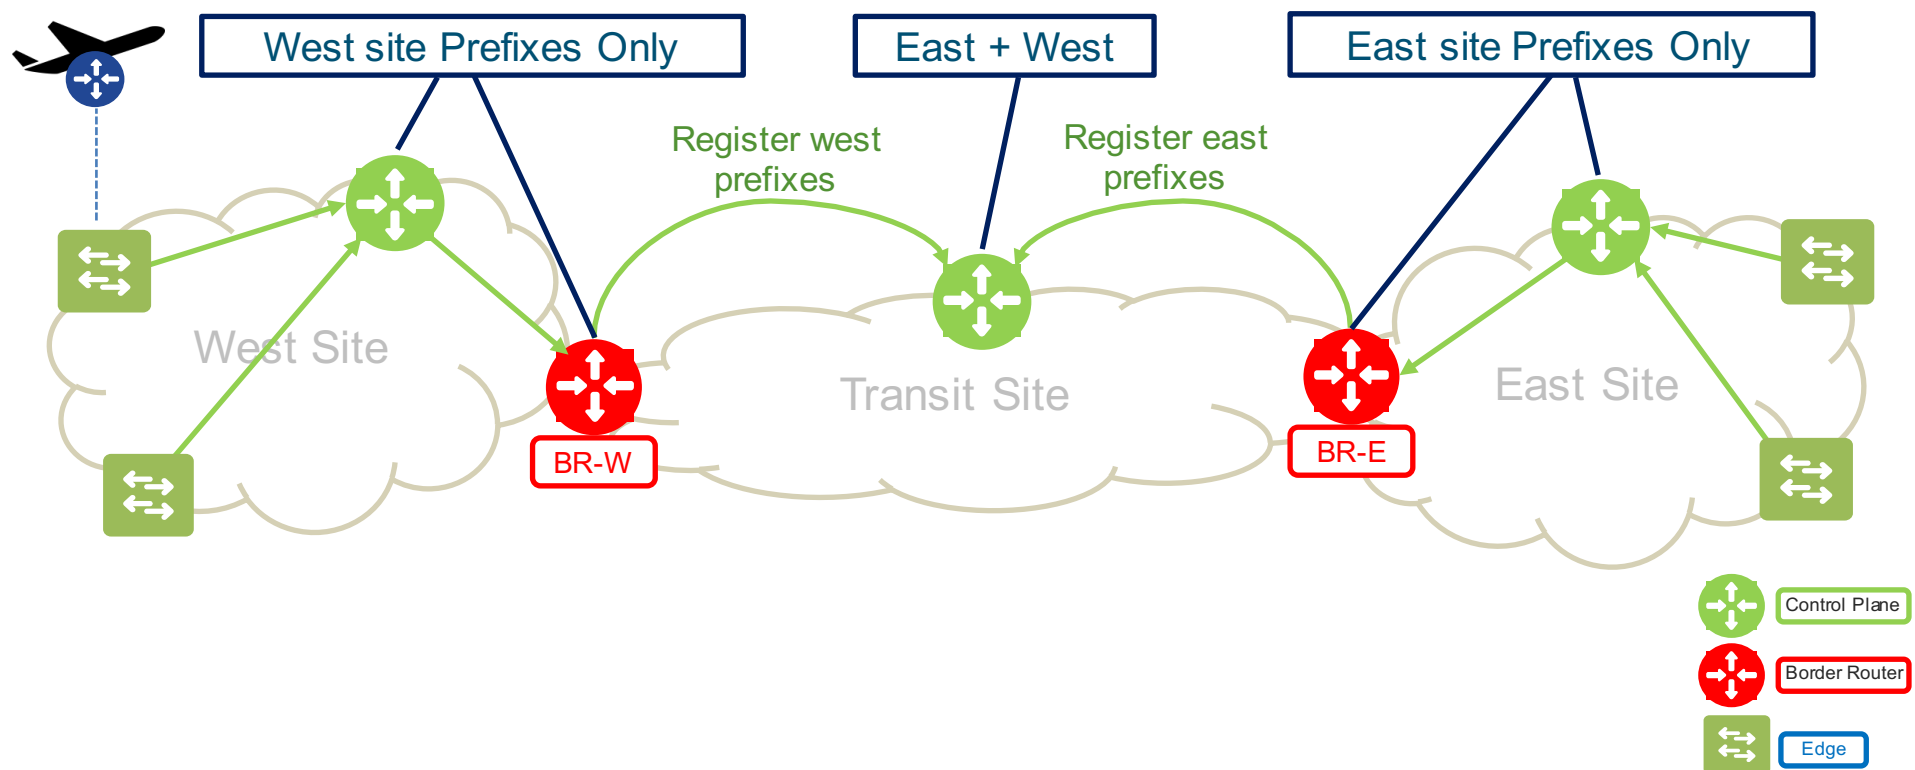 West site Prefixes Only
East + West
East site Prefixes Only
Register west
prefixes
Register east
prefixes
West Site
Transit Site
East Site
BR-W
BR-E
Control Plane
Border Router
Edge